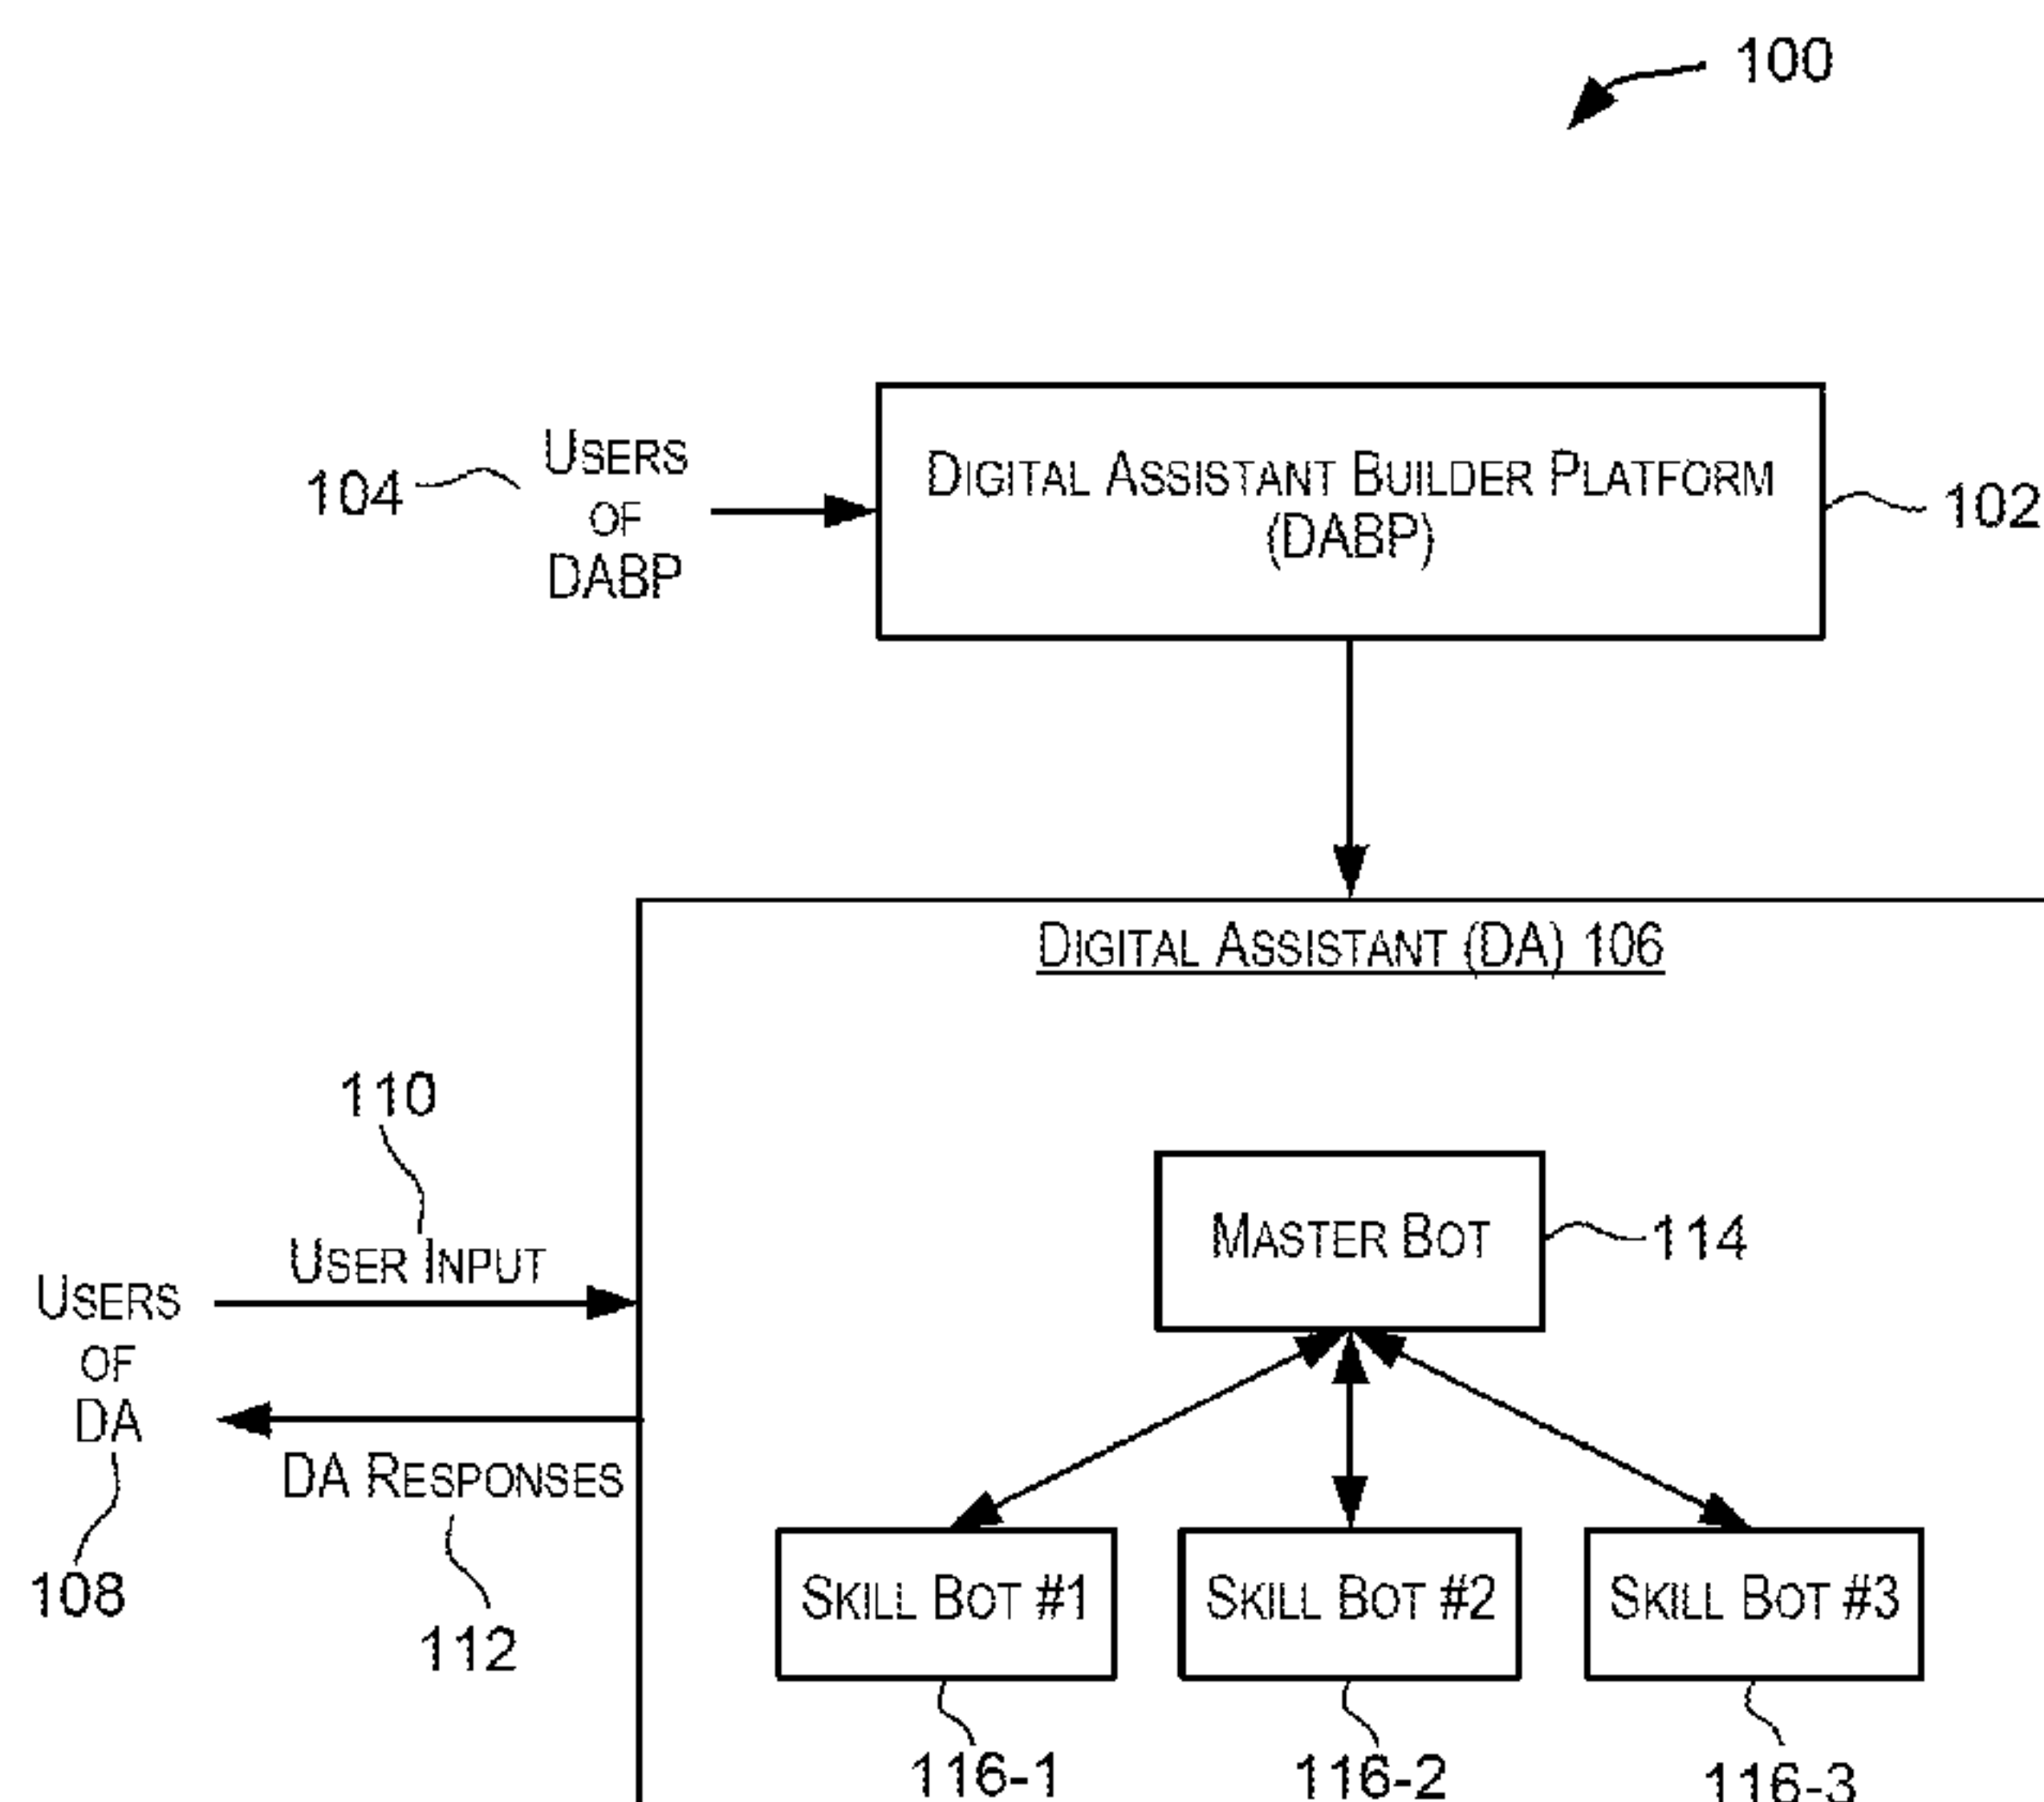 100
USERS
OF
DABP
104
DIGITAL ASSISTANT BUILDER PLATFORM
(DABP)
102
DIGITAL ASSISTANT (DA) 106
110
USER INPUT
USERS
OF
DA
DA RESPONSES
108
112
MASTER BOT
114
SKILL BOT #1
SKILL BOT #2
SKILL BOT #3
116-1
116-2
116-3